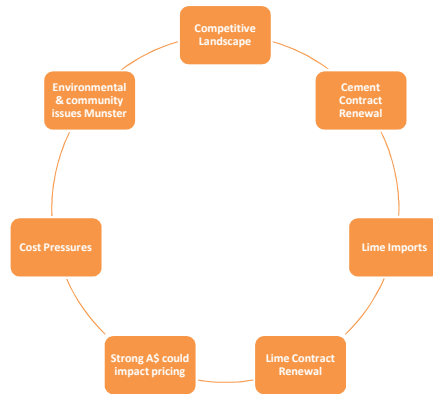 Competitive
Landscape
Cement
Contract
Renewal
Lime Imports
Lime Contract
Renewal
Strong A$ could
impact pricing
Cost Pressures
Environmental
& community
issues Munster